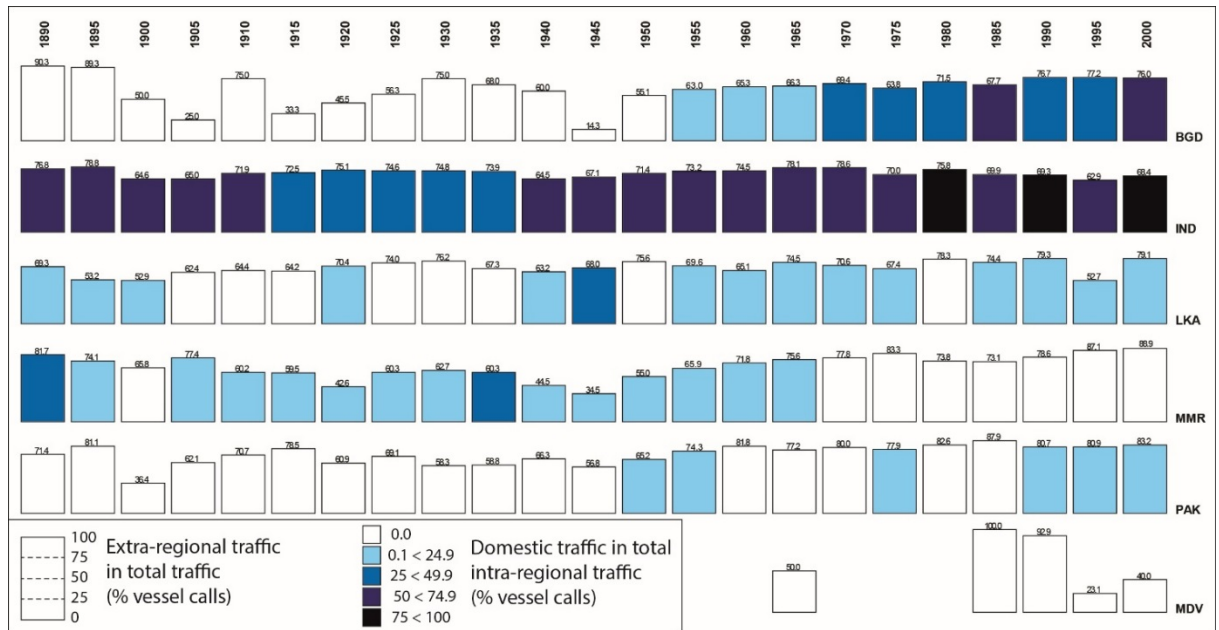 1890 1895 1900 1905 1910 1915 1920 1925 1930 1935 1940 1945 1950 1955 1960 1965 1970 1975 1980 1985 1990 1995 2000
90.3 89.3 50.0 25.0 75.0 33.3 45.5 56.3 75.0 68.0 60.0 14.3 55.1 63.0 65.3 66.3 69.4 63.8 71.5 67.7 76.7 77.2 76.0
BGD
76.8 78.8 64.6 65.0 71.9 72.5 75.1 74.6 74.8 73.9 64.5 67.1 71.4 73.2 74.5 78.1 78.6 70.0 75.8 69.9 69.3 62.9 68.4
IND
69.3 53.2 52.9 62.4 64.4 64.2 70.4 74.0 76.2 67.3 63.2 68.0 75.6 69.6 65.1 74.5 70.6 67.4 78.3 74.4 79.3 52.7 79.1
LKA
81.7 74.1 65.8 77.4 60.2 59.5 42.6 60.3 62.7 60.3 44.5 34.5 55.0 65.9 71.8 75.6 77.8 83.3 73.8 73.1 78.6 87.1 88.9
MMR
71.4 81.1 36.4 62.1 70.7 78.5 60.9 69.1 58.3 58.8 66.3 56.8 65.2 74.3 81.8 77.2 80.0 77.9 82.6 87.9 80.7 80.9 83.2
PAK
50.0 100.0 92.9 23.1 40.0
MDV
100
75
50
25
0
Extra-regional traffic
in total traffic
(% vessel calls)
0.0
0.1 < 24.9
25 < 49.9
50 < 74.9
75 < 100
Domestic traffic in total
intra-regional traffic
(% vessel calls)